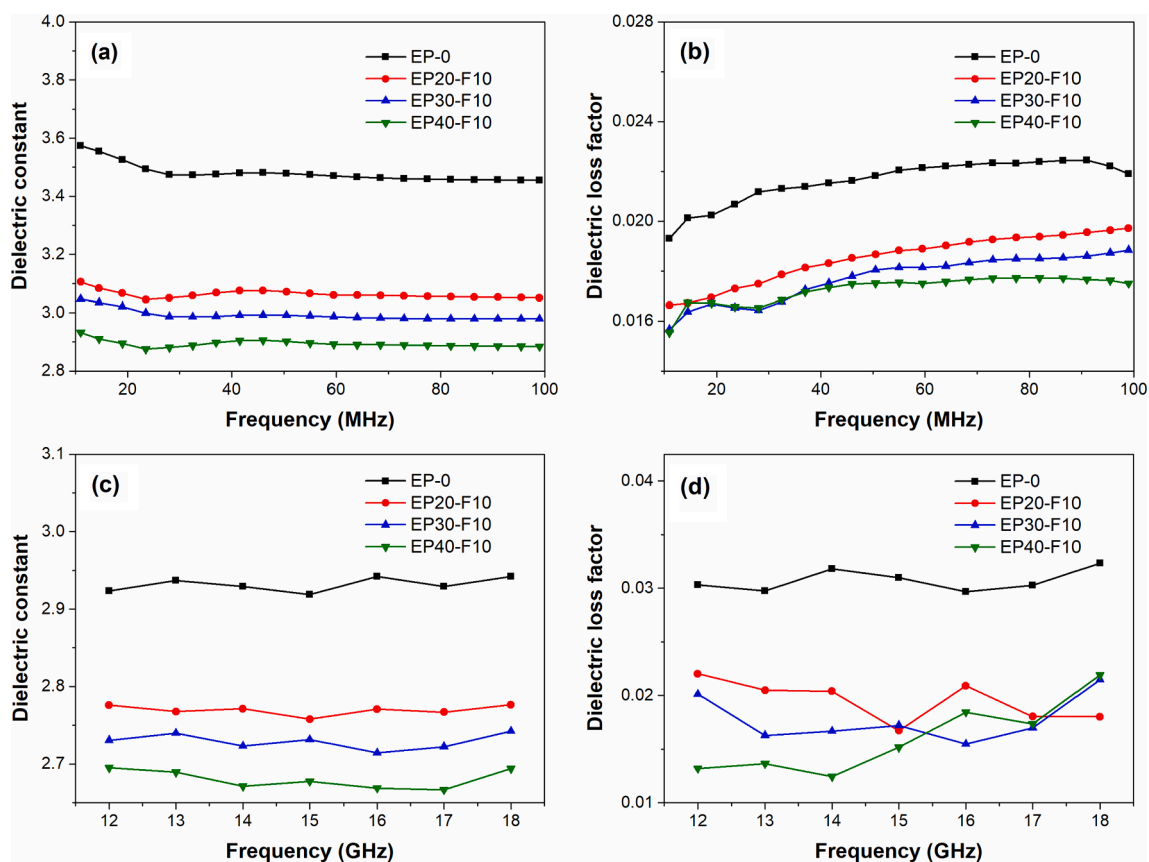 (a)
EP-0
EP20-F10
EP30-F10
EP40-F10
Dielectric constant
4.0
3.8
3.6
3.4
3.2
3.0
2.8
20
40
60
80
100
Frequency (MHz)
(b)
EP-0
EP20-F10
EP30-F10
EP40-F10
Dielectric loss factor
0.028
0.024
0.020
0.016
20
40
60
80
100
Frequency (MHz)
(c)
EP-0
EP20-F10
EP30-F10
EP40-F10
Dielectric constant
3.1
3.0
2.9
2.8
2.7
12
13
14
15
16
17
18
Frequency (GHz)
(d)
EP-0
EP20-F10
EP30-F10
EP40-F10
Dielectric loss factor
0.04
0.03
0.02
0.01
12
13
14
15
16
17
18
Frequency (GHz)